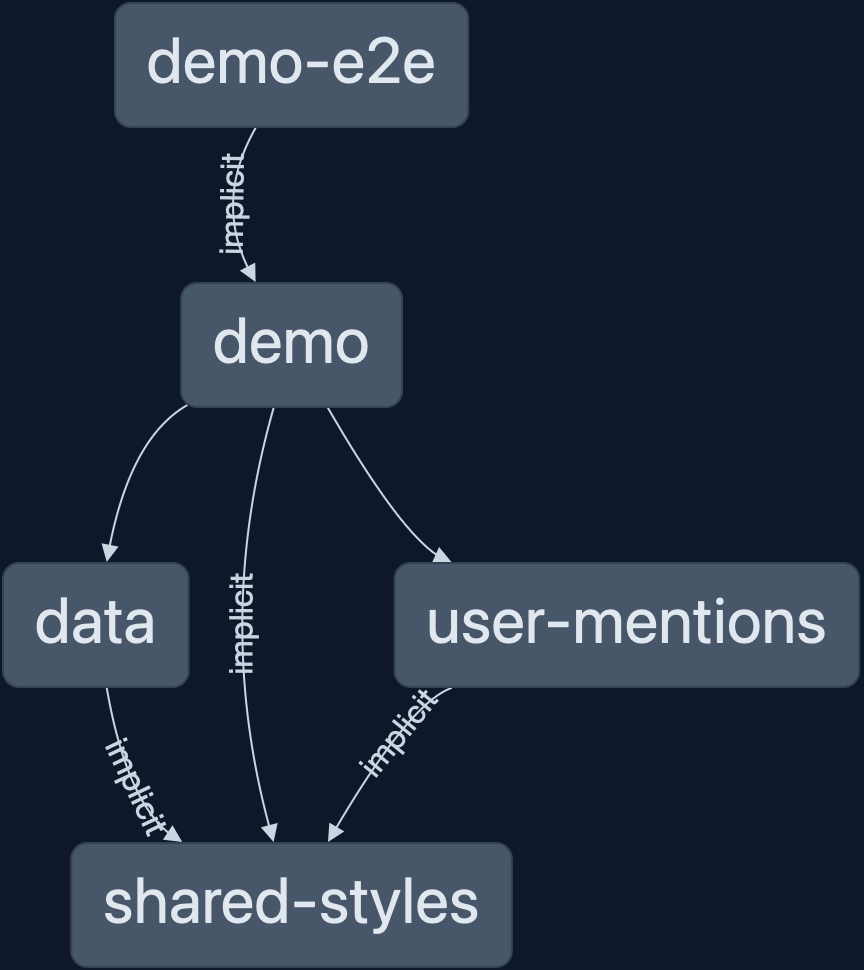 demo-e2e
implicit
demo
data
implicit
user-mentions
implicit
implicit
shared-styles